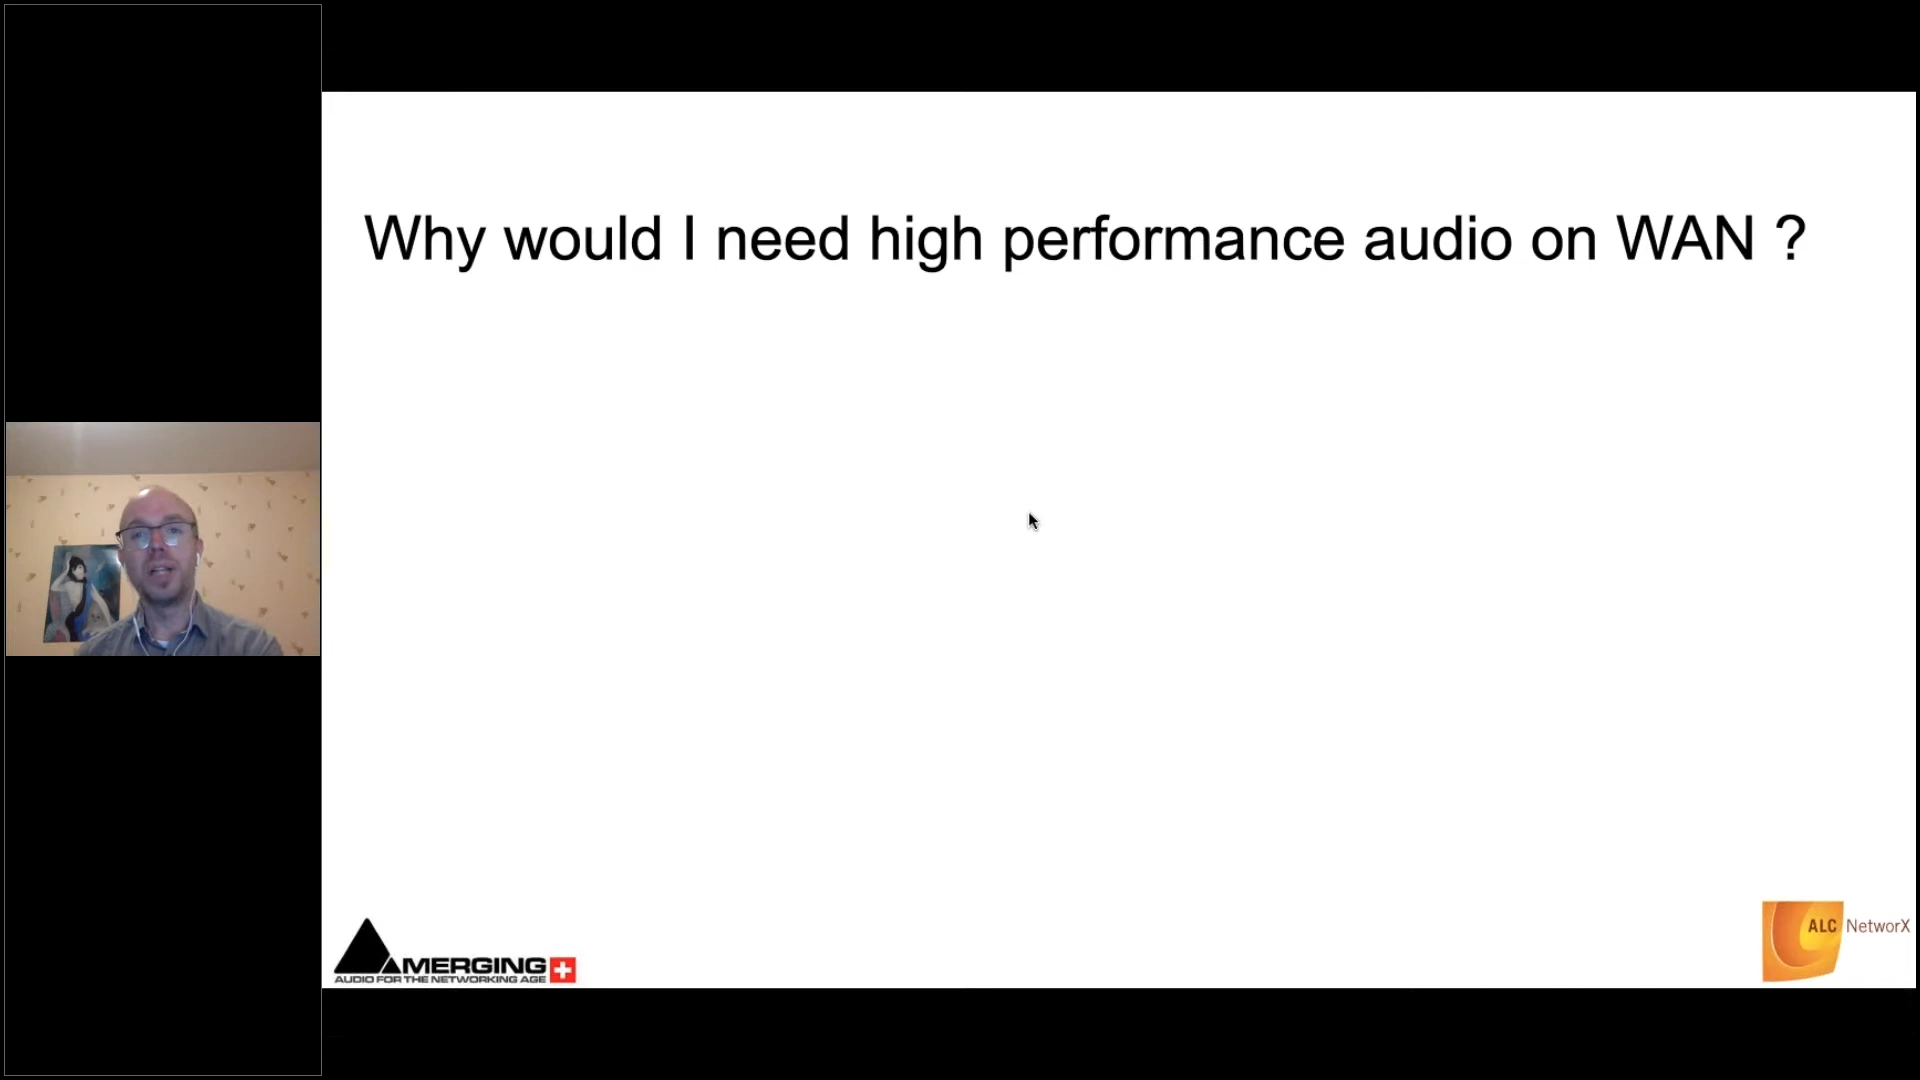 Why would I need high performance audio on WAN ?
MERGING
AUDIO FOR THE NETWORKING AGE
ALC NetworX